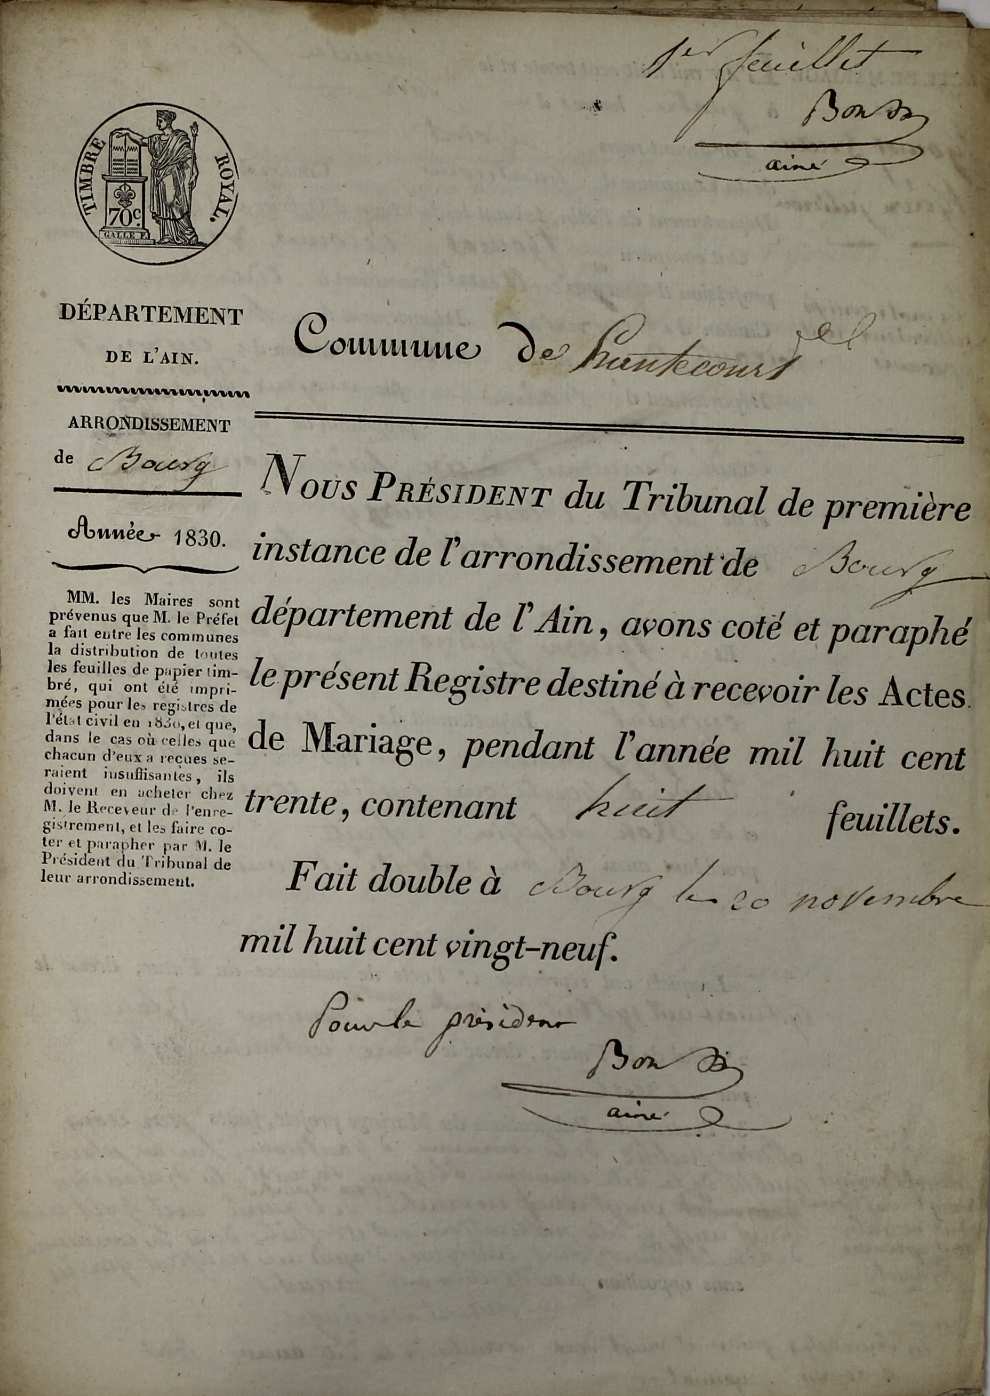 1er feuillet
Bon
ainé
TIMBRE ROYAL.
70c
GALLE F.
DÉPARTEMENT
DE L'AIN.
ARRONDISSEMENT
de Bourg
Année 1830.
MM. les Maires sont
prévenus que M. le Préfet
a fait entre les communes
la distribution de toutes
les feuilles de papier tim-
bré, qui ont été impri-
mées pour les registres de
l'état civil en 1830, et que,
dans le cas où celles que
chacun d'eux a reçues se-
raient insuffisantes, ils
doivent en acheter chez
M. le Receveur de l'enre-
gistrement, et les faire co-
ter et parapher par M. le
Président du Tribunal de
leur arrondissement.
Commune de hautecourt
NOUS PRÉSIDENT du Tribunal de première
instance de l'arrondissement de Bourg
département de l'Ain, avons coté et paraphé
le présent Registre destiné à recevoir les Actes
de Mariage, pendant l'année mil huit cent
trente, contenant huit feuillets.
Fait double à Bourg le 20 novembre
mil huit cent vingt-neuf.
Pour le président
Bon
ainé